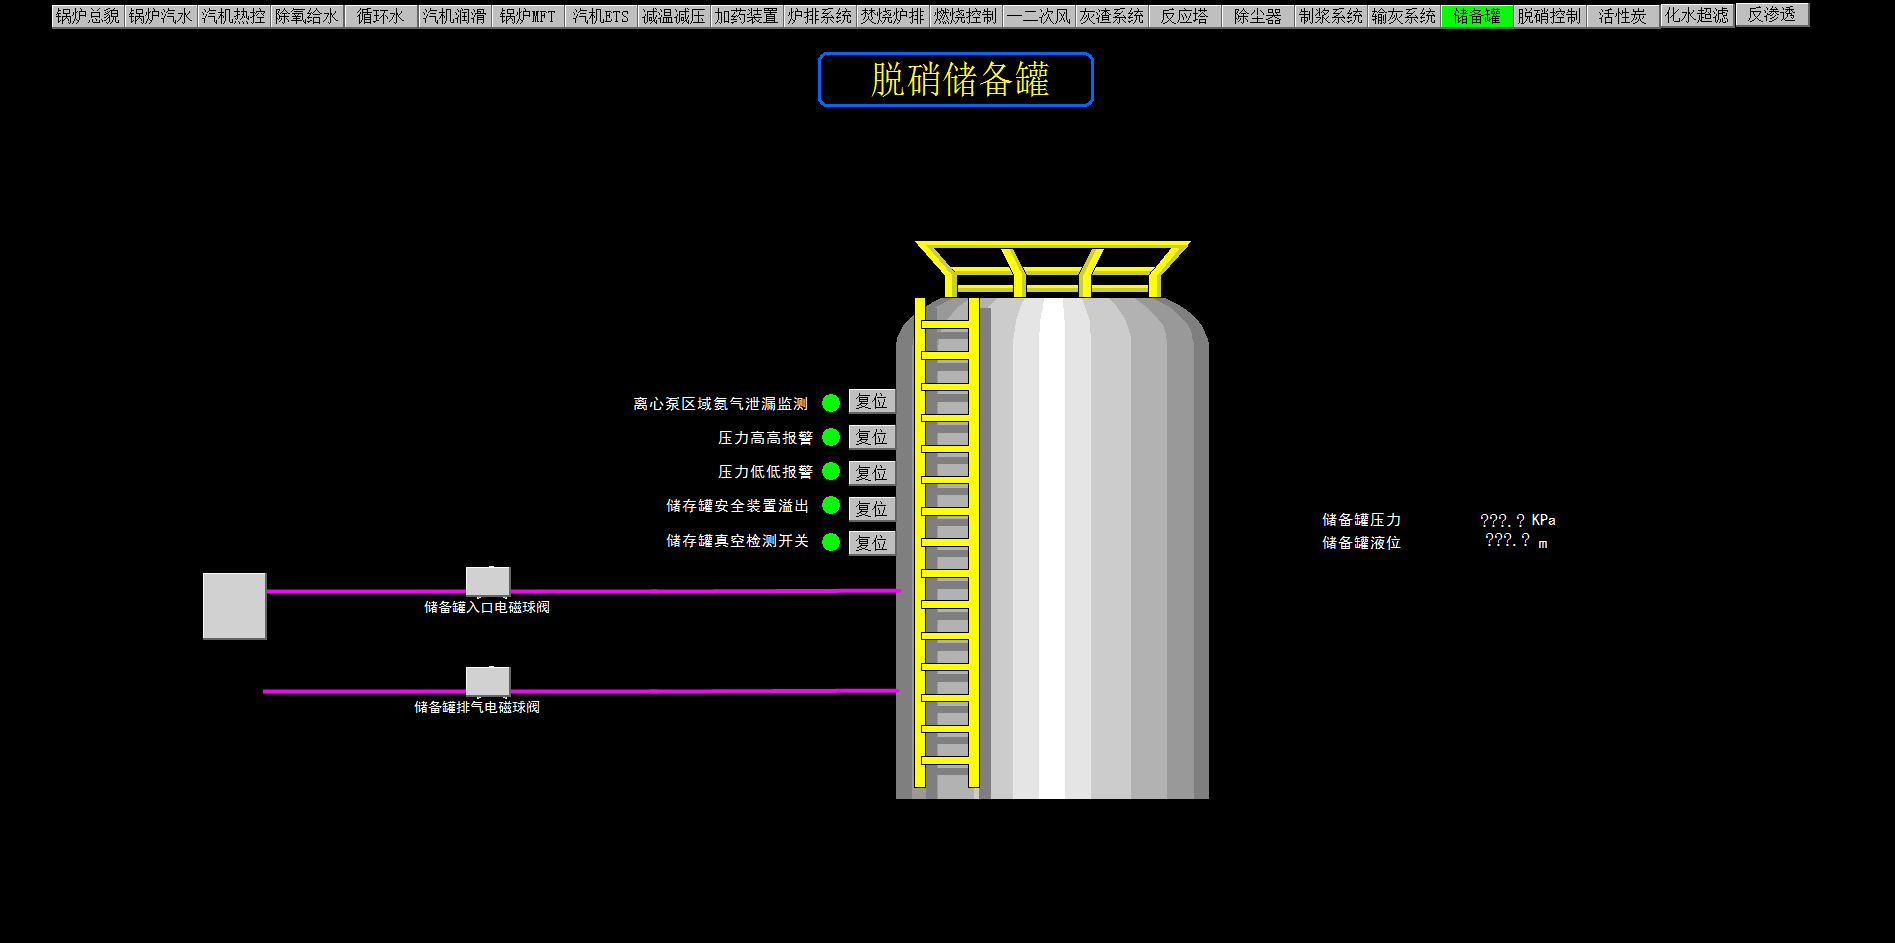 锅炉总貌 锅炉汽水 汽机热控 除氧给水 循环水 汽机润滑 锅炉MFT 汽机ETS 减温减压 加药装置 炉排系统 焚烧炉排 燃烧控制 一二次风 灰渣系统 反应塔 除尘器 制浆系统 输灰系统 储备罐 脱硝控制 活性炭 化水超滤 反渗透
脱硝储备罐
离心泵区域氨气泄漏监测 复位
压力高高报警 复位
压力低低报警 复位
储存罐安全装置溢出 复位
储存罐真空检测开关 复位
储备罐压力 ???.? KPa
储备罐液位 ???.? m
储备罐入口电磁球阀
储备罐排气电磁球阀